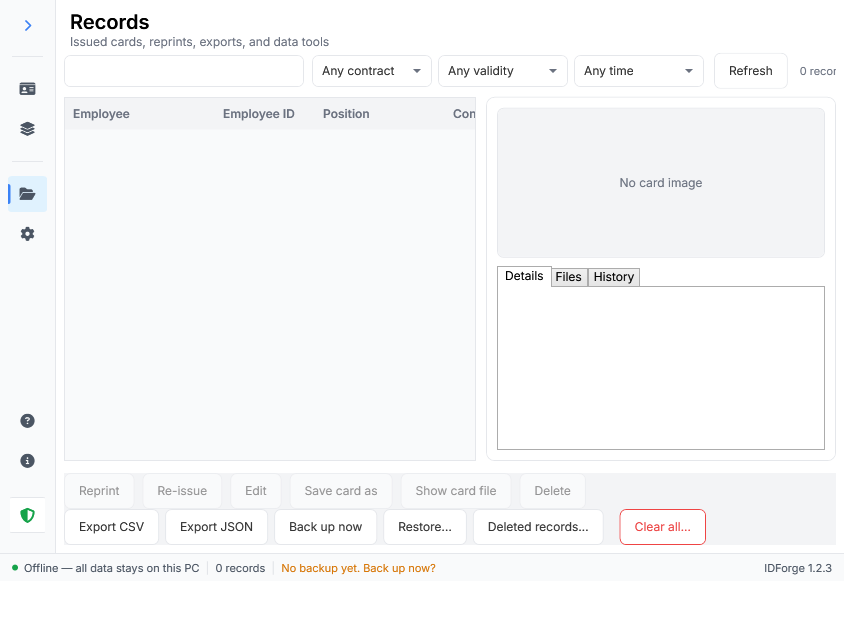 Records
Issued cards, reprints, exports, and data tools
Any contract Any validity Any time Refresh 0 recor
Employee Employee ID Position Con
No card image
Details Files History
Reprint Re-issue Edit Save card as Show card file Delete
Export CSV Export JSON Back up now Restore... Deleted records... Clear all...
Offline — all data stays on this PC 0 records No backup yet. Back up now? IDForge 1.2.3